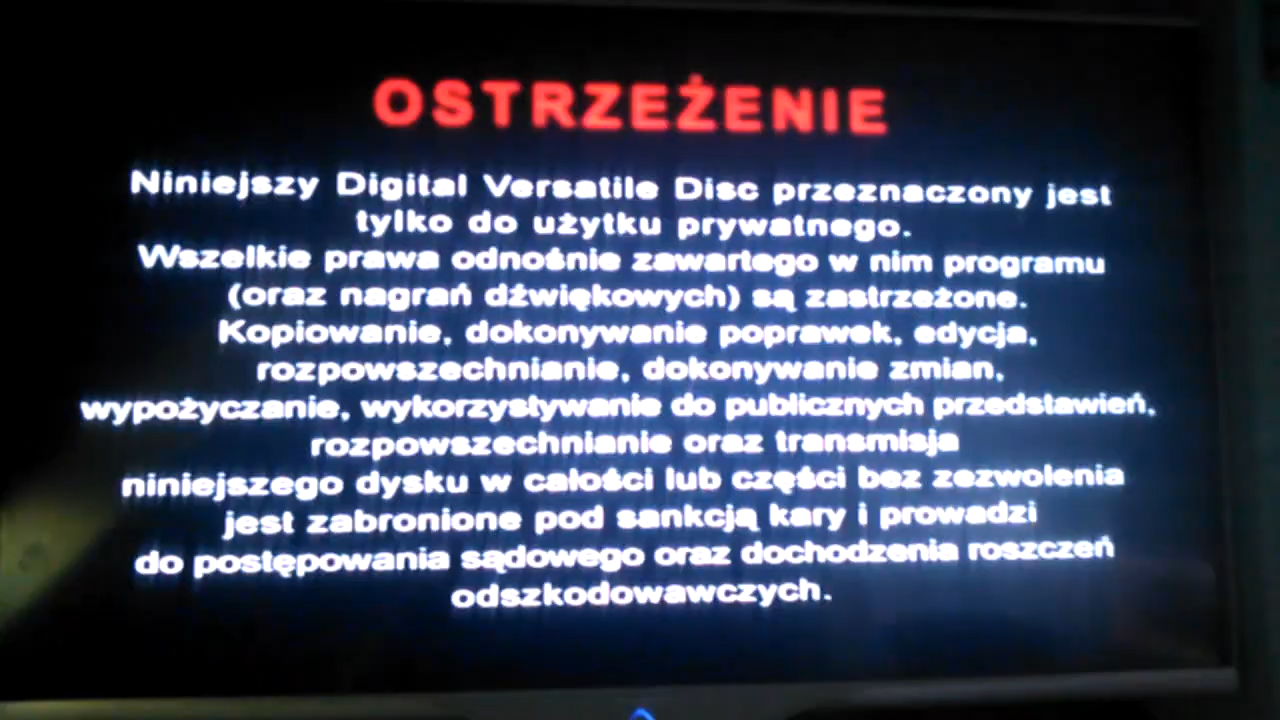 OSTRZEŻENIE
Niniejszy Digital Versatile Disc przeznaczony jest
tylko do użytku prywatnego.
Wszelkie prawa odnośnie zawartego w nim programu
(oraz nagrań dźwiękowych) są zastrzeżone.
Kopiowanie, dokonywanie poprawek, edycja,
rozpowszechnianie, dokonywanie zmian,
wypożyczanie, wykorzystywanie do publicznych przedstawień,
rozpowszechnianie oraz transmisja
niniejszego dysku w całości lub części bez zezwolenia
jest zabronione pod sankcją kary i prowadzi
do postępowania sądowego oraz dochodzenia roszczeń
odszkodowawczych.